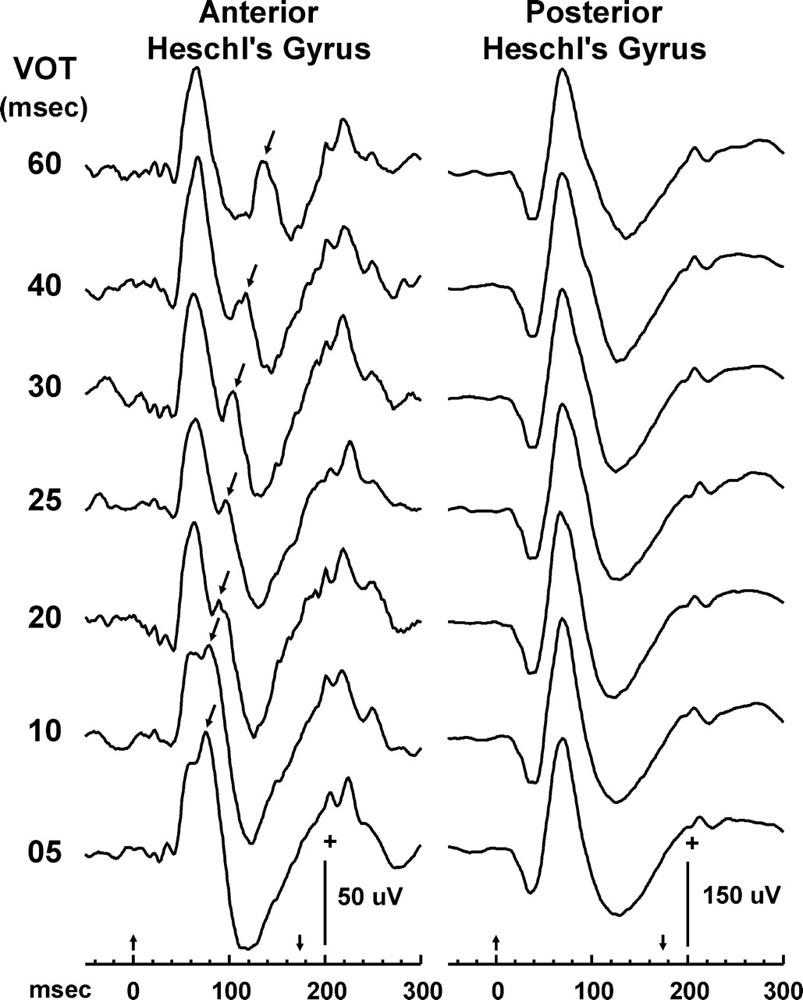 Anterior Posterior
Heschl's Gyrus Heschl's Gyrus
VOT
(msec)
60
40
30
25
20
10
05
+ +
50 uV 150 uV
msec 0 100 200 300 0 100 200 300